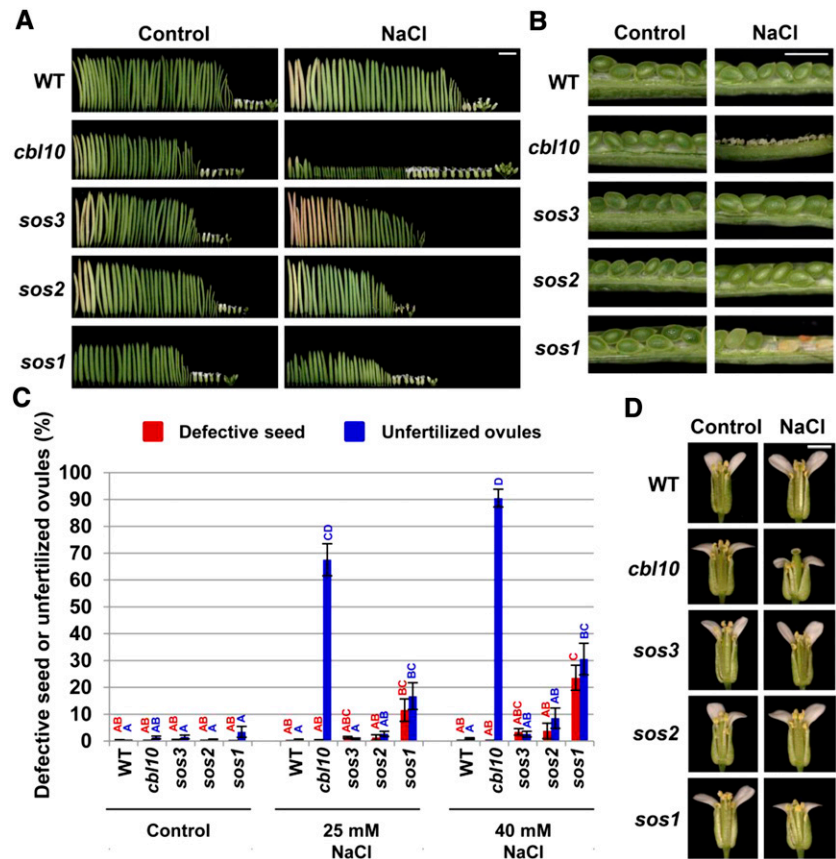 A
Control NaCl
WT
cbl10
sos3
sos2
sos1
B
Control NaCl
WT
cbl10
sos3
sos2
sos1
C
Defective seed Unfertilized ovules
Defective seed or unfertilized ovules (%)
100
90
80
70
60
50
40
30
20
10
0
AB A AB AB AB A AB A AB A
AB A AB CD ABC A AB AB BC BC
AB A AB D ABC AB AB AB C BC
WT cbl10 sos3 sos2 sos1 WT cbl10 sos3 sos2 sos1 WT cbl10 sos3 sos2 sos1
Control 25 mM 40 mM
NaCl NaCl
D
Control NaCl
WT
cbl10
sos3
sos2
sos1